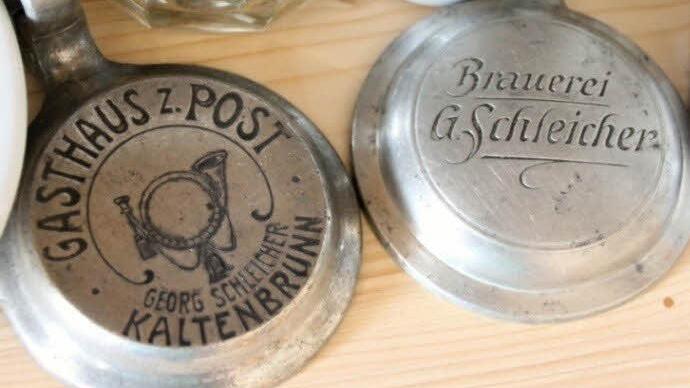 GASTHAUS Z. POST
GEORG SCHLEICHER
KALTENBRUNN
Brauerei
G. Schleicher